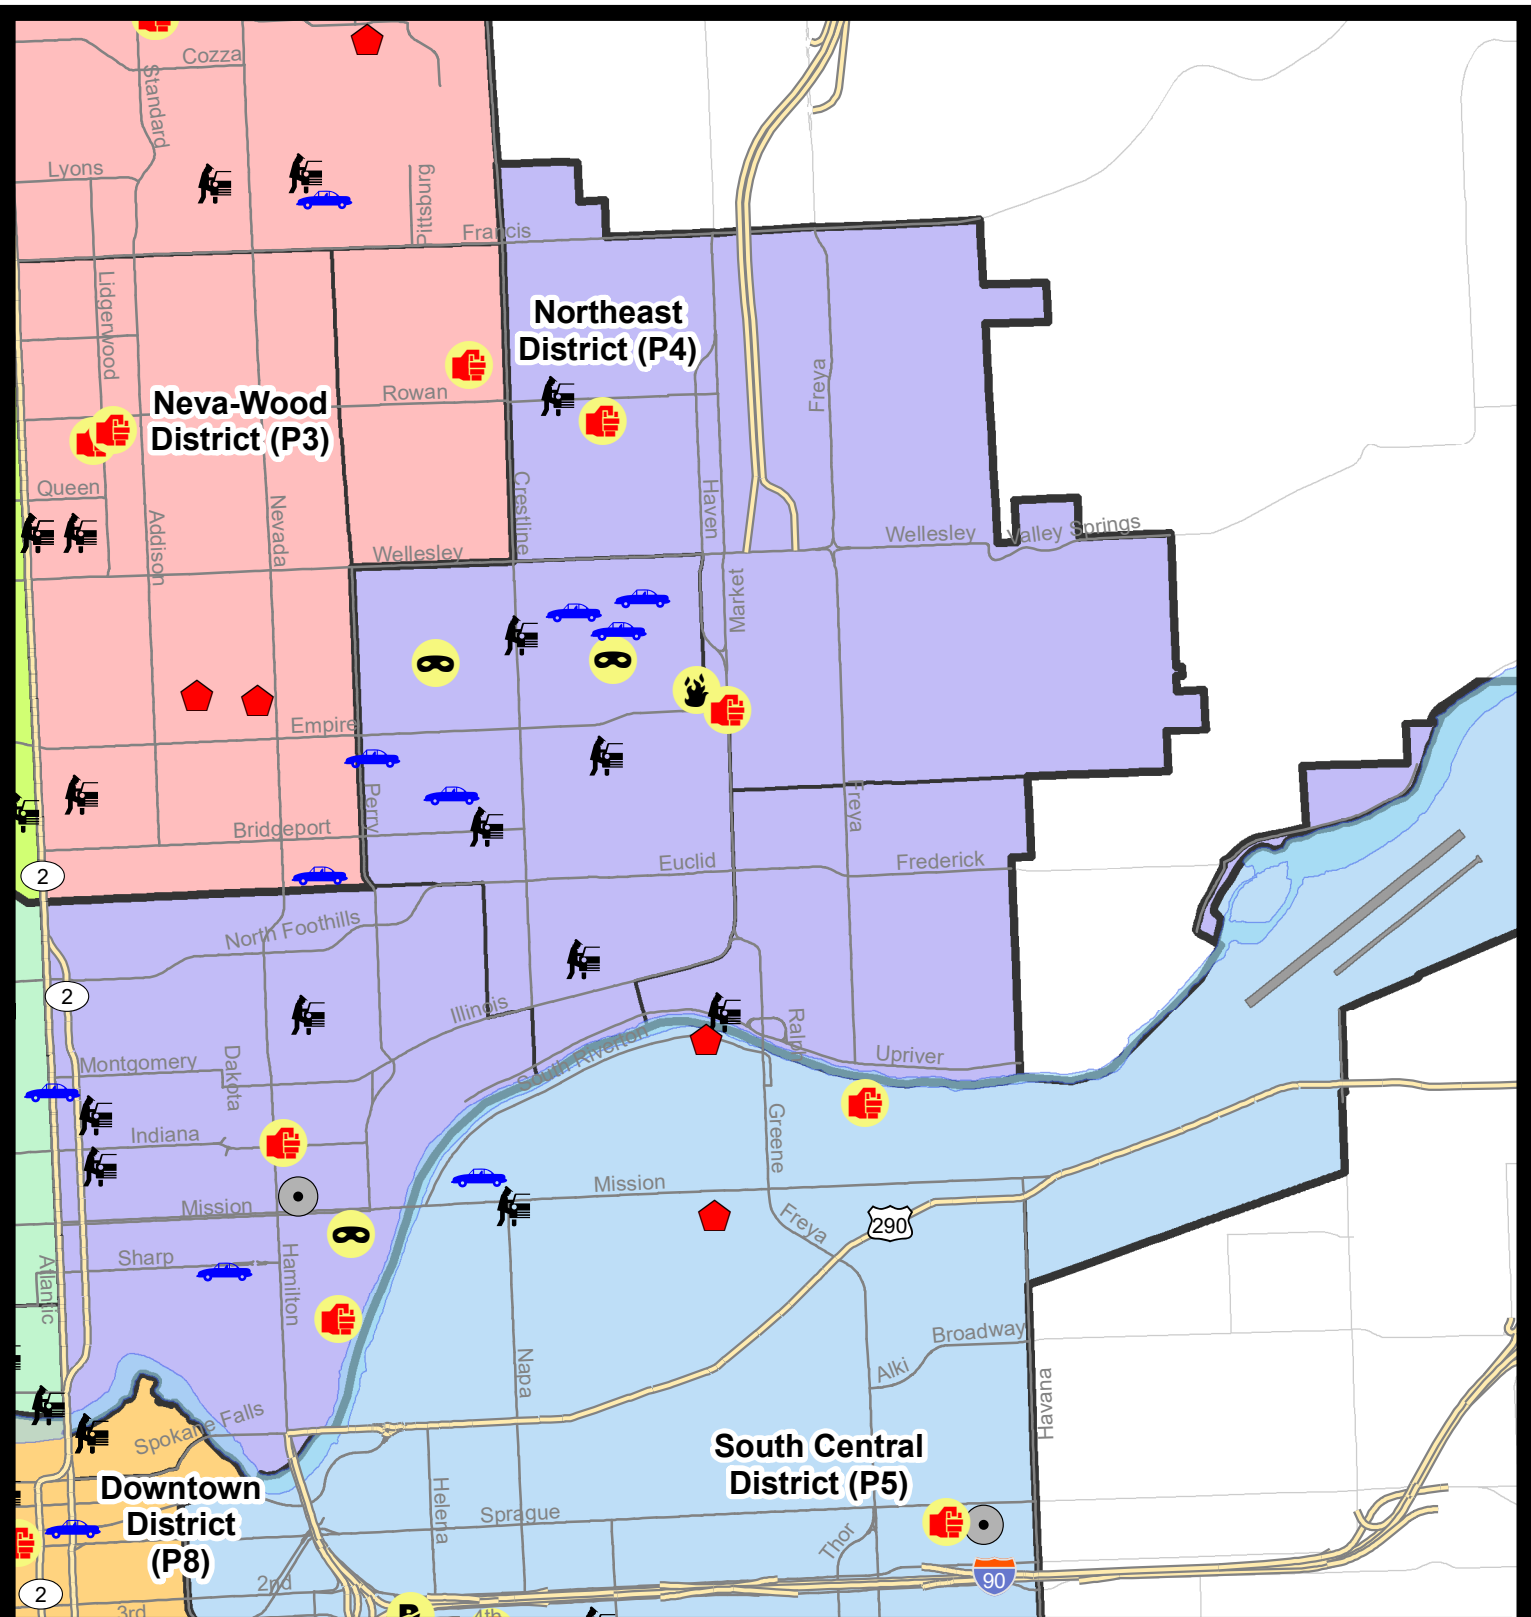 Cozza
Standard
Lyons
Pittsburg
Francis
Lidgerwood
Northeast
District (P4)
Freya
Rowan
Neva-Wood
District (P3)
Queen
Crestline
Haven
Addison
Nevada
Wellesley
Wellesley
Valley Springs
Market
Empire
Perry
Freya
Bridgeport
Euclid
Frederick
2
North Foothills
2
Illinois
South Riverton
Ralph
Upriver
Montgomery
Dakota
Greene
Indiana
Mission
Mission
Freya
290
Sharp
Atlantic
Hamilton
Broadway
Napa
Alki
Havana
Spokane Falls
South Central
District (P5)
Downtown
District
(P8)
Helena
Sprague
Thor
2nd
90
2
3rd
4th